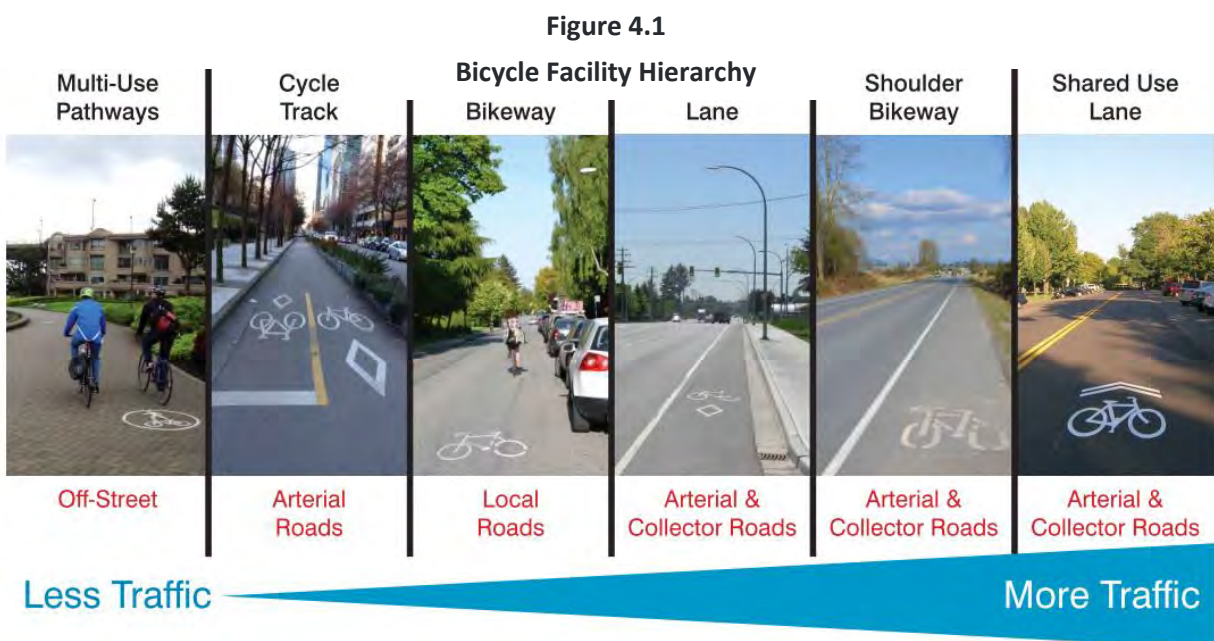 Figure 4.1
Bicycle Facility Hierarchy
Multi-Use
Pathways
Cycle
Track
Bikeway
Lane
Shoulder
Bikeway
Shared Use
Lane
Off-Street
Arterial
Roads
Local
Roads
Arterial &
Collector Roads
Arterial &
Collector Roads
Arterial &
Collector Roads
Less Traffic
More Traffic